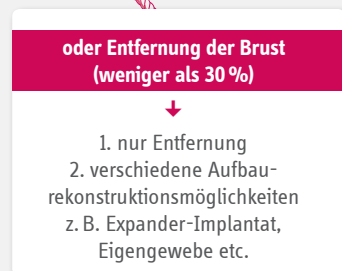 oder Entfernung der Brust
(weniger als 30 %)
1. nur Entfernung
2. verschiedene Aufbau-
rekonstruktionsmöglichkeiten
z. B. Expander-Implantat,
Eigengewebe etc.